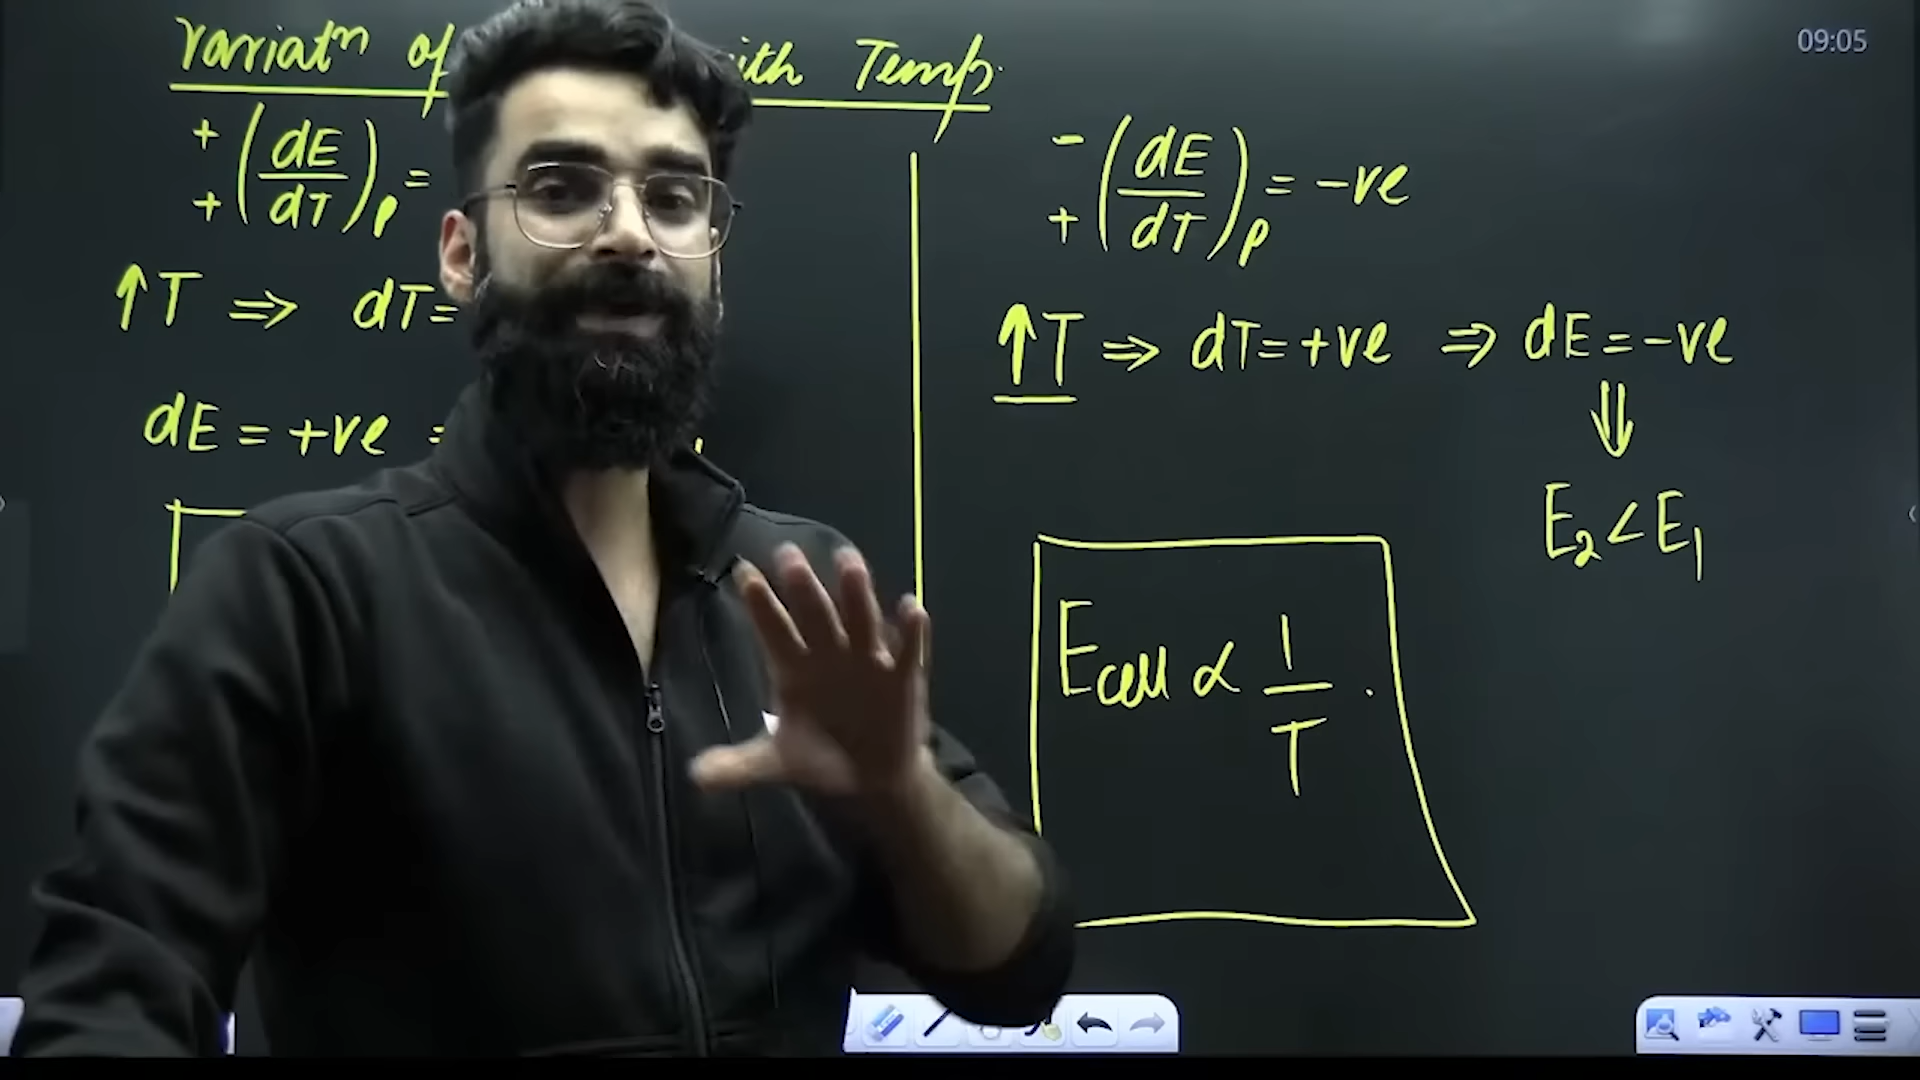 Variatn of ith Temp.
+ + (dE/dT)P =
↑T ⇒ dT=
dE = +ve =
- + (dE/dT)P = -ve
↑T ⇒ dT=+ve ⇒ dE=-ve
⇓
E2 < E1
Ecell ∝ 1/T .
09:05